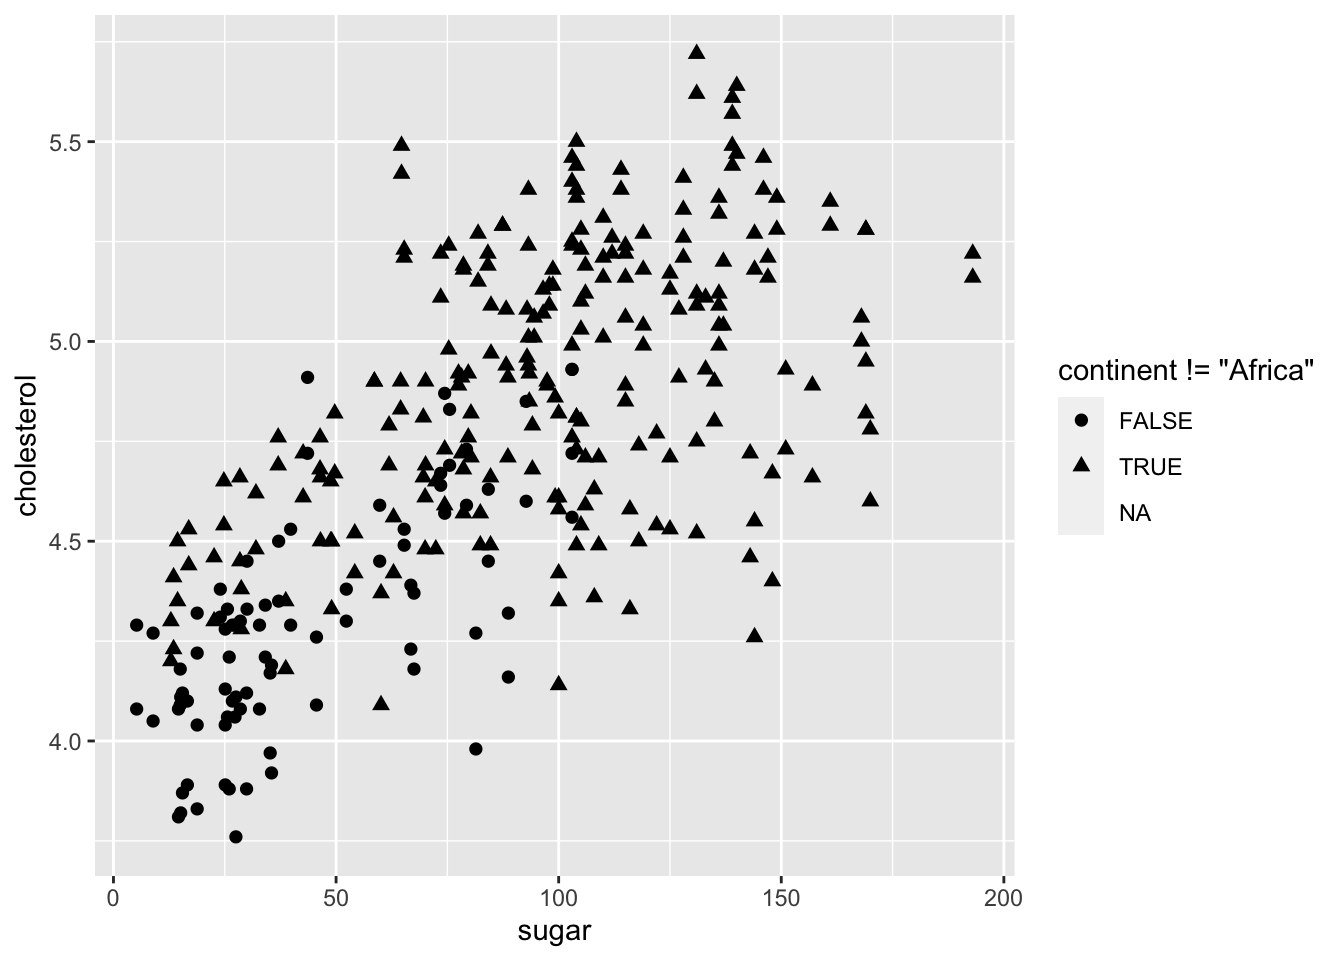 5.5
5.0
4.5
4.0
cholesterol
0 50 100 150 200
sugar
continent != "Africa"
FALSE
TRUE
NA